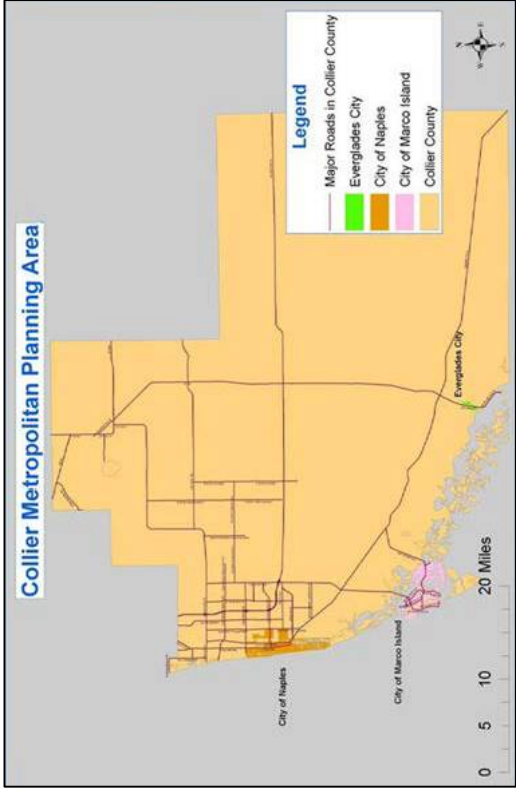 Collier Metropolitan Planning Area
Legend
Major Roads in Collier County
Everglades City
City of Naples
City of Marco Island
Collier County
N
W
E
S
City of Naples
City of Marco Island
Everglades City
0 5 10 20 Miles